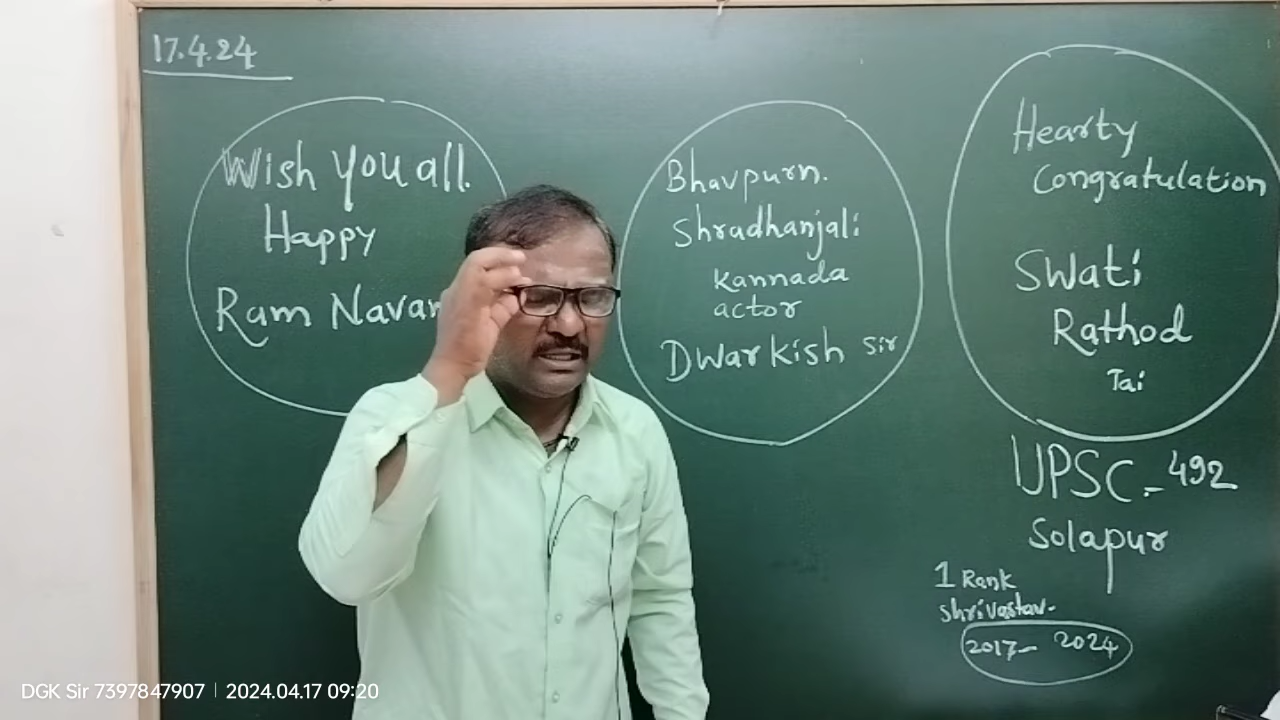 17.4.24
Wish you all.
Happy
Ram Navam
Bhavpurn.
Shradhanjali
Kannada
actor
Dwarkish Sir
Hearty
Congratulation
Swati
Rathod
Tai
UPSC - 492
Solapur
1 Rank
Shrivastav-
2017- 2024
DGK Sir 7397847907 | 2024.04.17 09:20